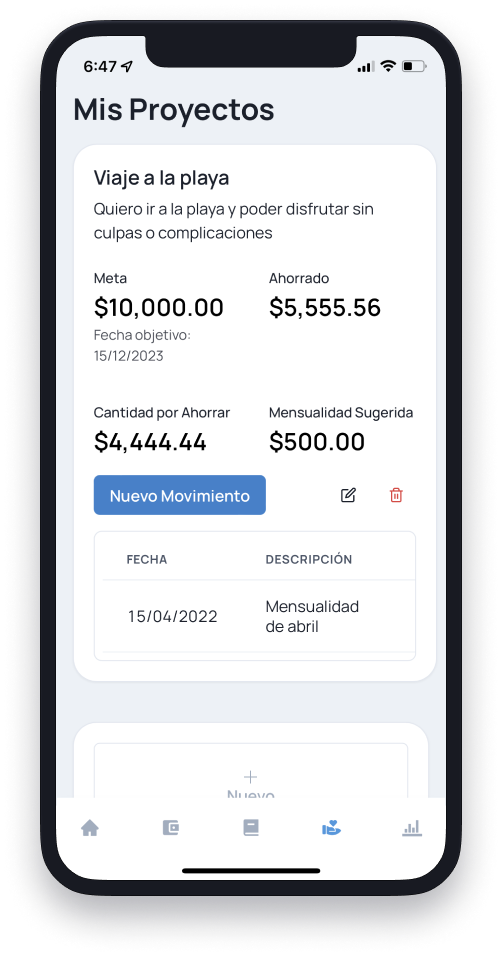 6:47
Mis Proyectos
Viaje a la playa
Quiero ir a la playa y poder disfrutar sin
culpas o complicaciones
Meta
$10,000.00
Fecha objetivo:
15/12/2023
Ahorrado
$5,555.56
Cantidad por Ahorrar
$4,444.44
Mensualidad Sugerida
$500.00
Nuevo Movimiento
FECHA DESCRIPCIÓN
15/04/2022
Mensualidad
de abril
Nuevo